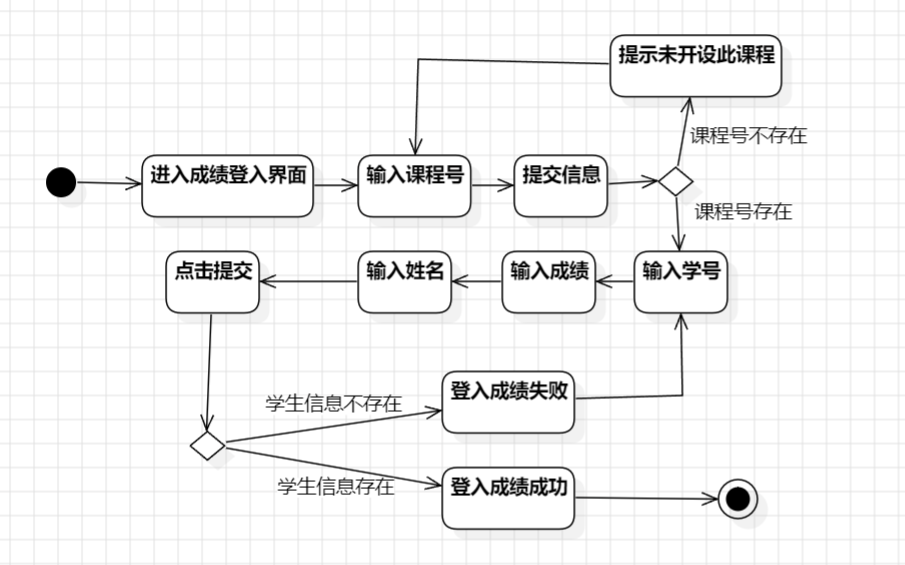 提示未开设此课程
课程号不存在
进入成绩登入界面
输入课程号
提交信息
课程号存在
点击提交
输入姓名
输入成绩
输入学号
登入成绩失败
学生信息不存在
学生信息存在
登入成绩成功